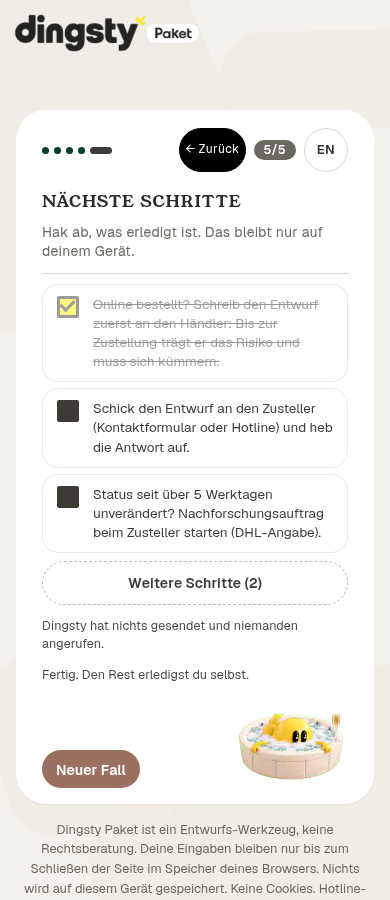 dingsty Paket
← Zurück 5/5 EN
NÄCHSTE SCHRITTE
Hak ab, was erledigt ist. Das bleibt nur auf
deinem Gerät.
Online bestellt? Schreib den Entwurf
zuerst an den Händler: Bis zur
Zustellung trägt er das Risiko und
muss sich kümmern.
Schick den Entwurf an den Zusteller
(Kontaktformular oder Hotline) und heb
die Antwort auf.
Status seit über 5 Werktagen
unverändert? Nachforschungsauftrag
beim Zusteller starten (DHL-Angabe).
Weitere Schritte (2)
Dingsty hat nichts gesendet und niemanden
angerufen.
Fertig. Den Rest erledigst du selbst.
Neuer Fall
Dingsty Paket ist ein Entwurfs-Werkzeug, keine
Rechtsberatung. Deine Eingaben bleiben nur bis zum
Schließen der Seite im Speicher deines Browsers. Nichts
wird auf diesem Gerät gespeichert. Keine Cookies. Hotline-